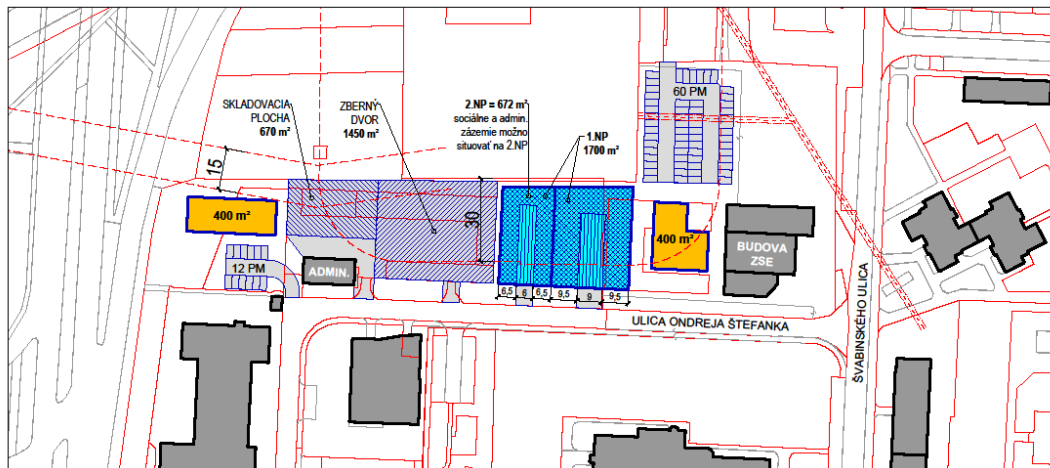 SKLADOVACIA
PLOCHA
670 m²
ZBERNÝ
DVOR
1450 m²
2.NP = 672 m²
sociálne a admin.
zázemie možno
situovať na 2.NP
1.NP
1700 m²
60 PM
15
30
400 m²
12 PM
ADMIN.
400 m²
BUDOVA
ZSE
6,5
6
6,5
9,5
9
9,5
ULICA ONDREJA ŠTEFANKA
ŠVABINSKÉHO ULICA